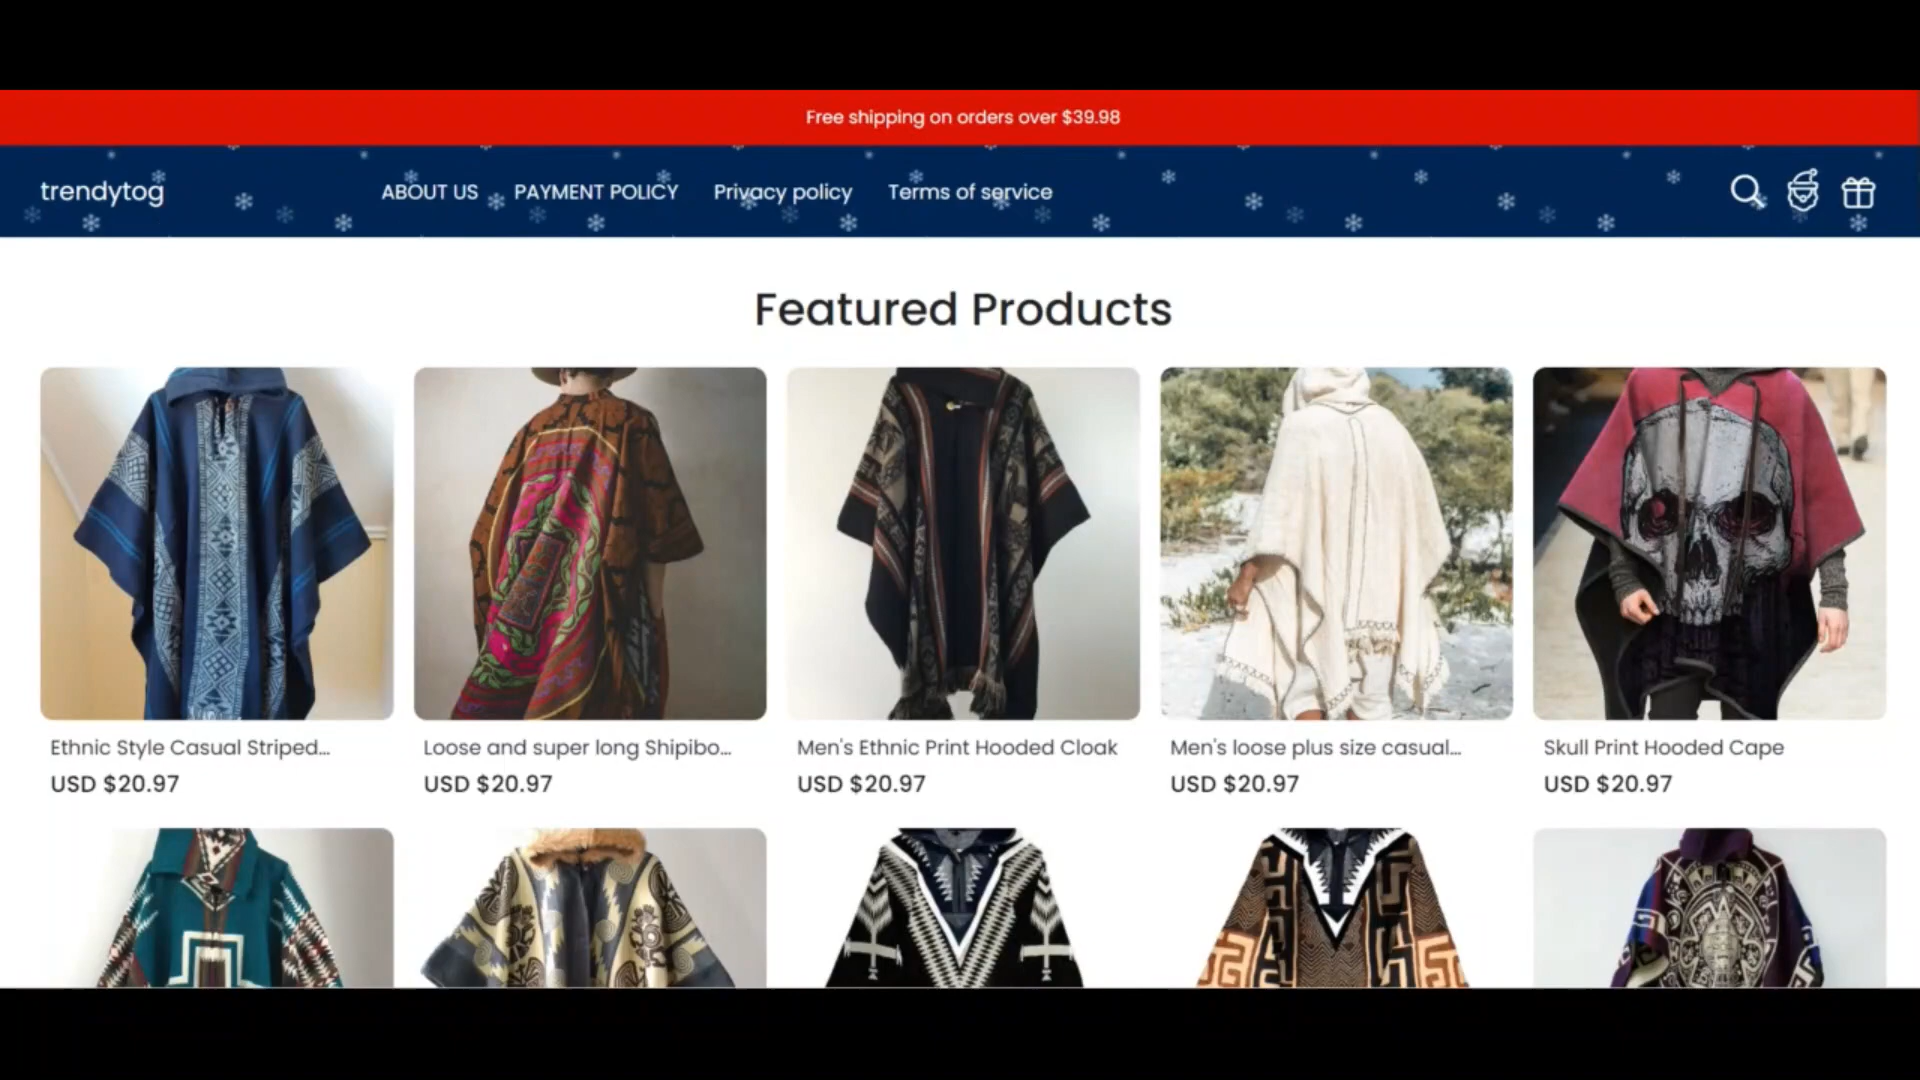 Free shipping on orders over $39.98
trendytog
ABOUT US
PAYMENT POLICY
Privacy policy
Terms of service
Featured Products
Ethnic Style Casual Striped...
USD $20.97
Loose and super long Shipibo...
USD $20.97
Men's Ethnic Print Hooded Cloak
USD $20.97
Men's loose plus size casual...
USD $20.97
Skull Print Hooded Cape
USD $20.97